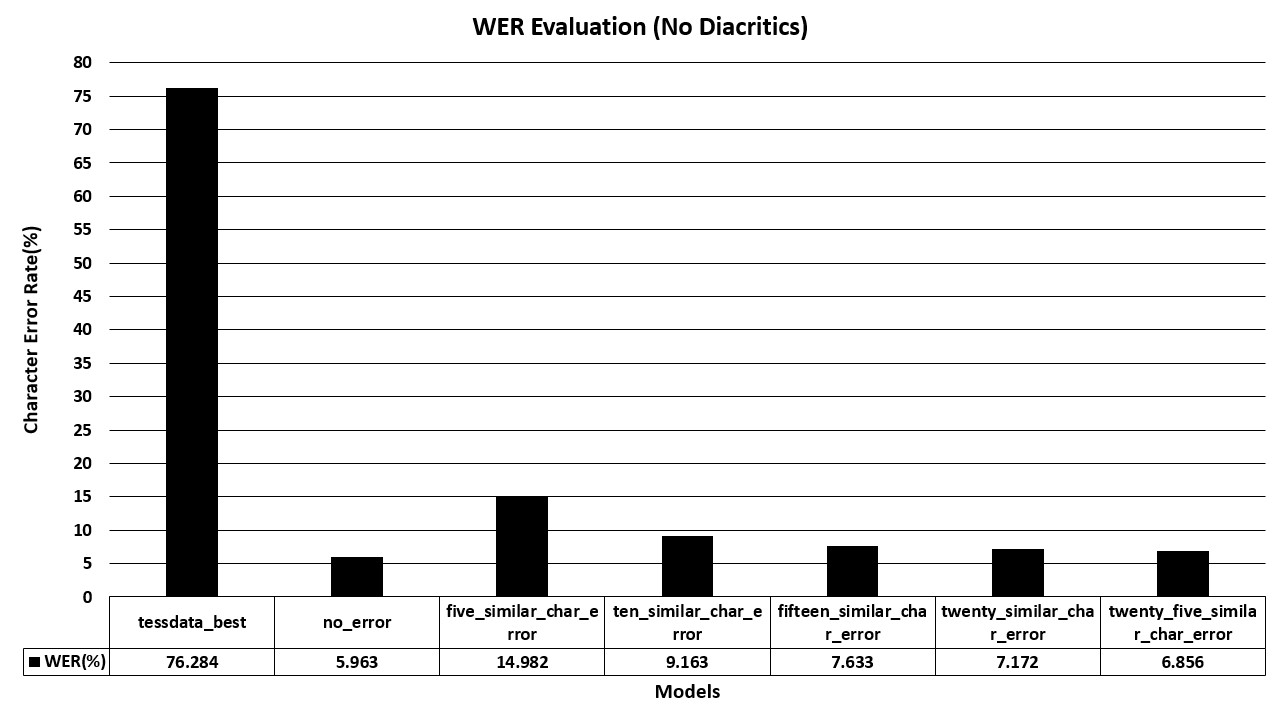 WER Evaluation (No Diacritics)
Character Error Rate(%)
80
75
70
65
60
55
50
45
40
35
30
25
20
15
10
5
0
tessdata_best
no_error
five_similar_char_e
rror
ten_similar_char_e
rror
fifteen_similar_cha
r_error
twenty_similar_cha
r_error
twenty_five_simila
r_char_error
WER(%) 76.284 5.963 14.982 9.163 7.633 7.172 6.856
Models